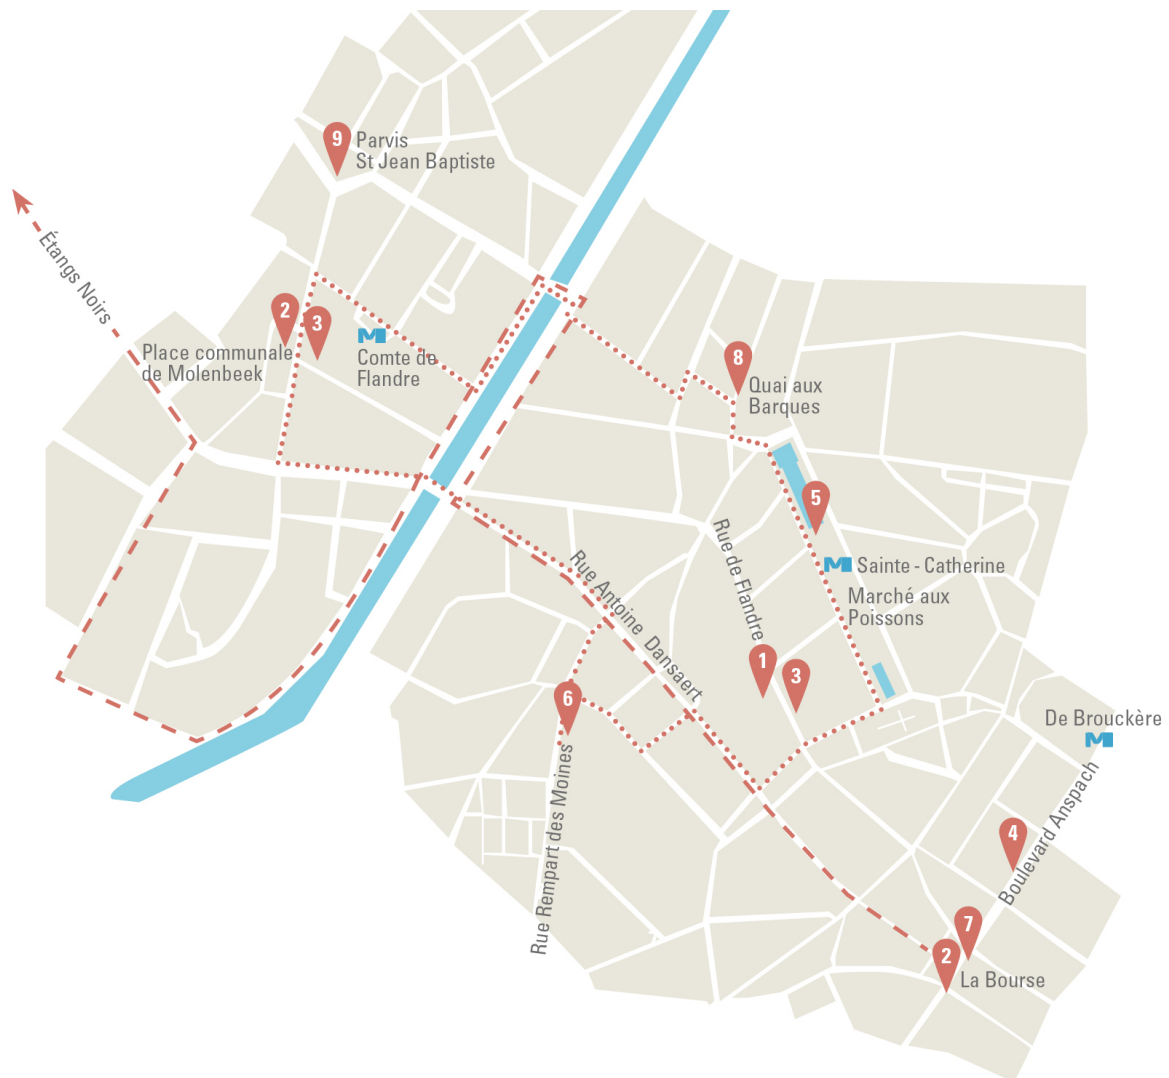 9
Parvis
St Jean Baptiste
Étangs Noirs
2
3
Place communale
de Molenbeek
M
Comte de
Flandre
8
Quai aux
Barques
5
Rue de Flandre
M
Sainte - Catherine
Marché aux
Poissons
Rue Antoine Dansaert
1
3
6
Rue Rempart des Moines
De Brouckère
M
Boulevard Anspach
4
7
2
La Bourse